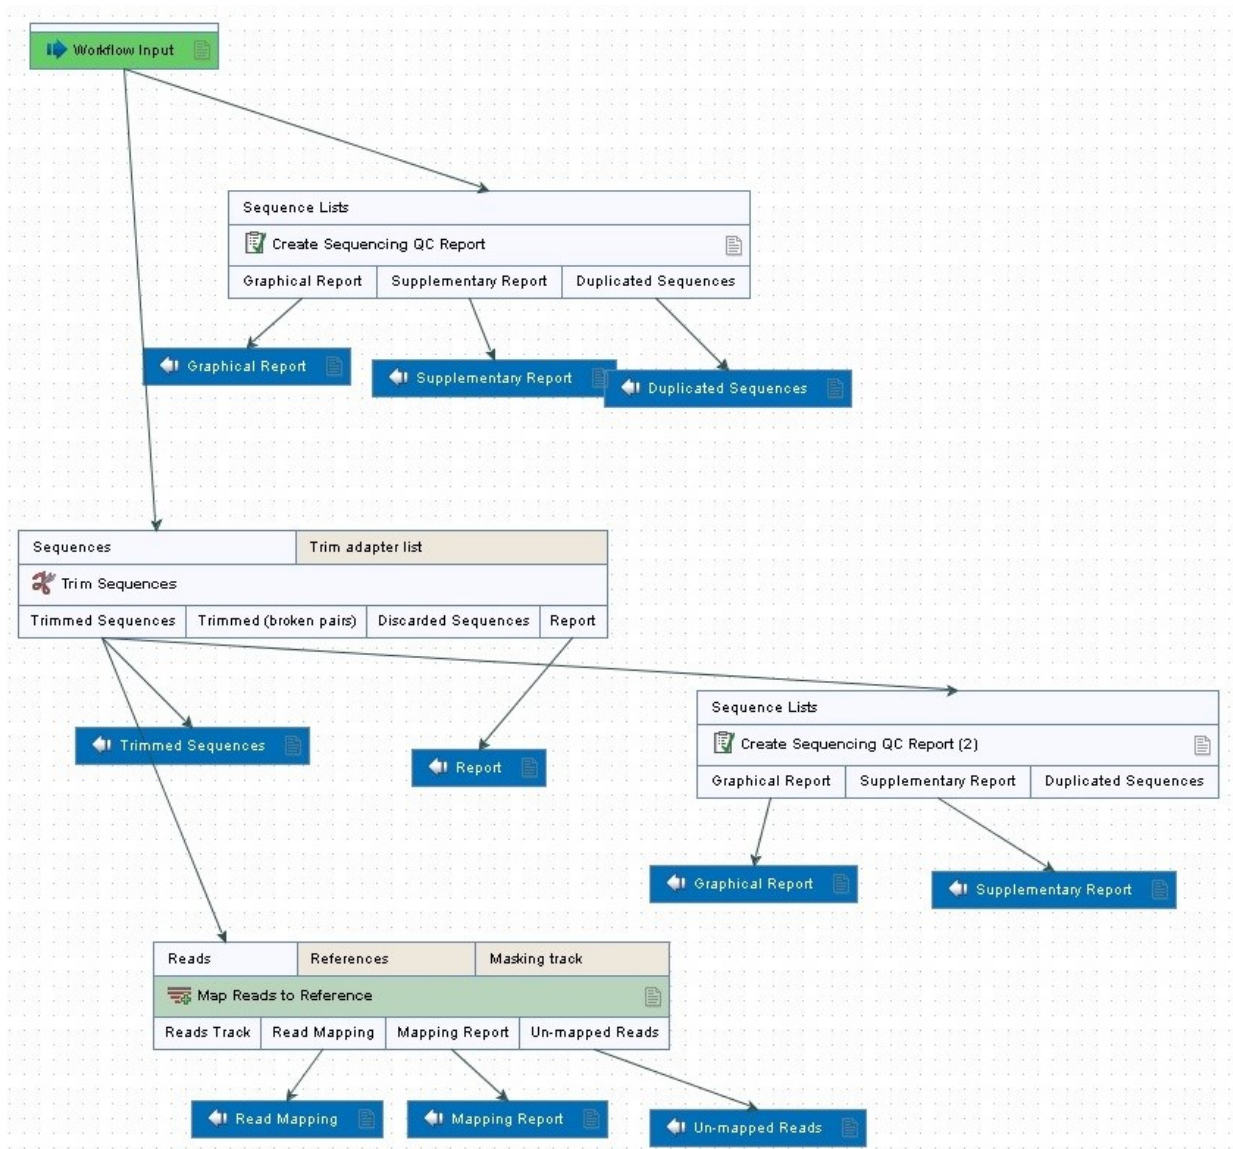 Workflow Input
Sequence Lists
Create Sequencing QC Report
Graphical Report Supplementary Report Duplicated Sequences
Graphical Report
Supplementary Report
Duplicated Sequences
Sequences Trim adapter list
Trim Sequences
Trimmed Sequences Trimmed (broken pairs) Discarded Sequences Report
Sequence Lists
Trimmed Sequences
Create Sequencing QC Report (2)
Report
Graphical Report Supplementary Report Duplicated Sequences
Graphical Report
Supplementary Report
Reads References Masking track
Map Reads to Reference
Reads Track Read Mapping Mapping Report Un-mapped Reads
Read Mapping
Mapping Report
Un-mapped Reads